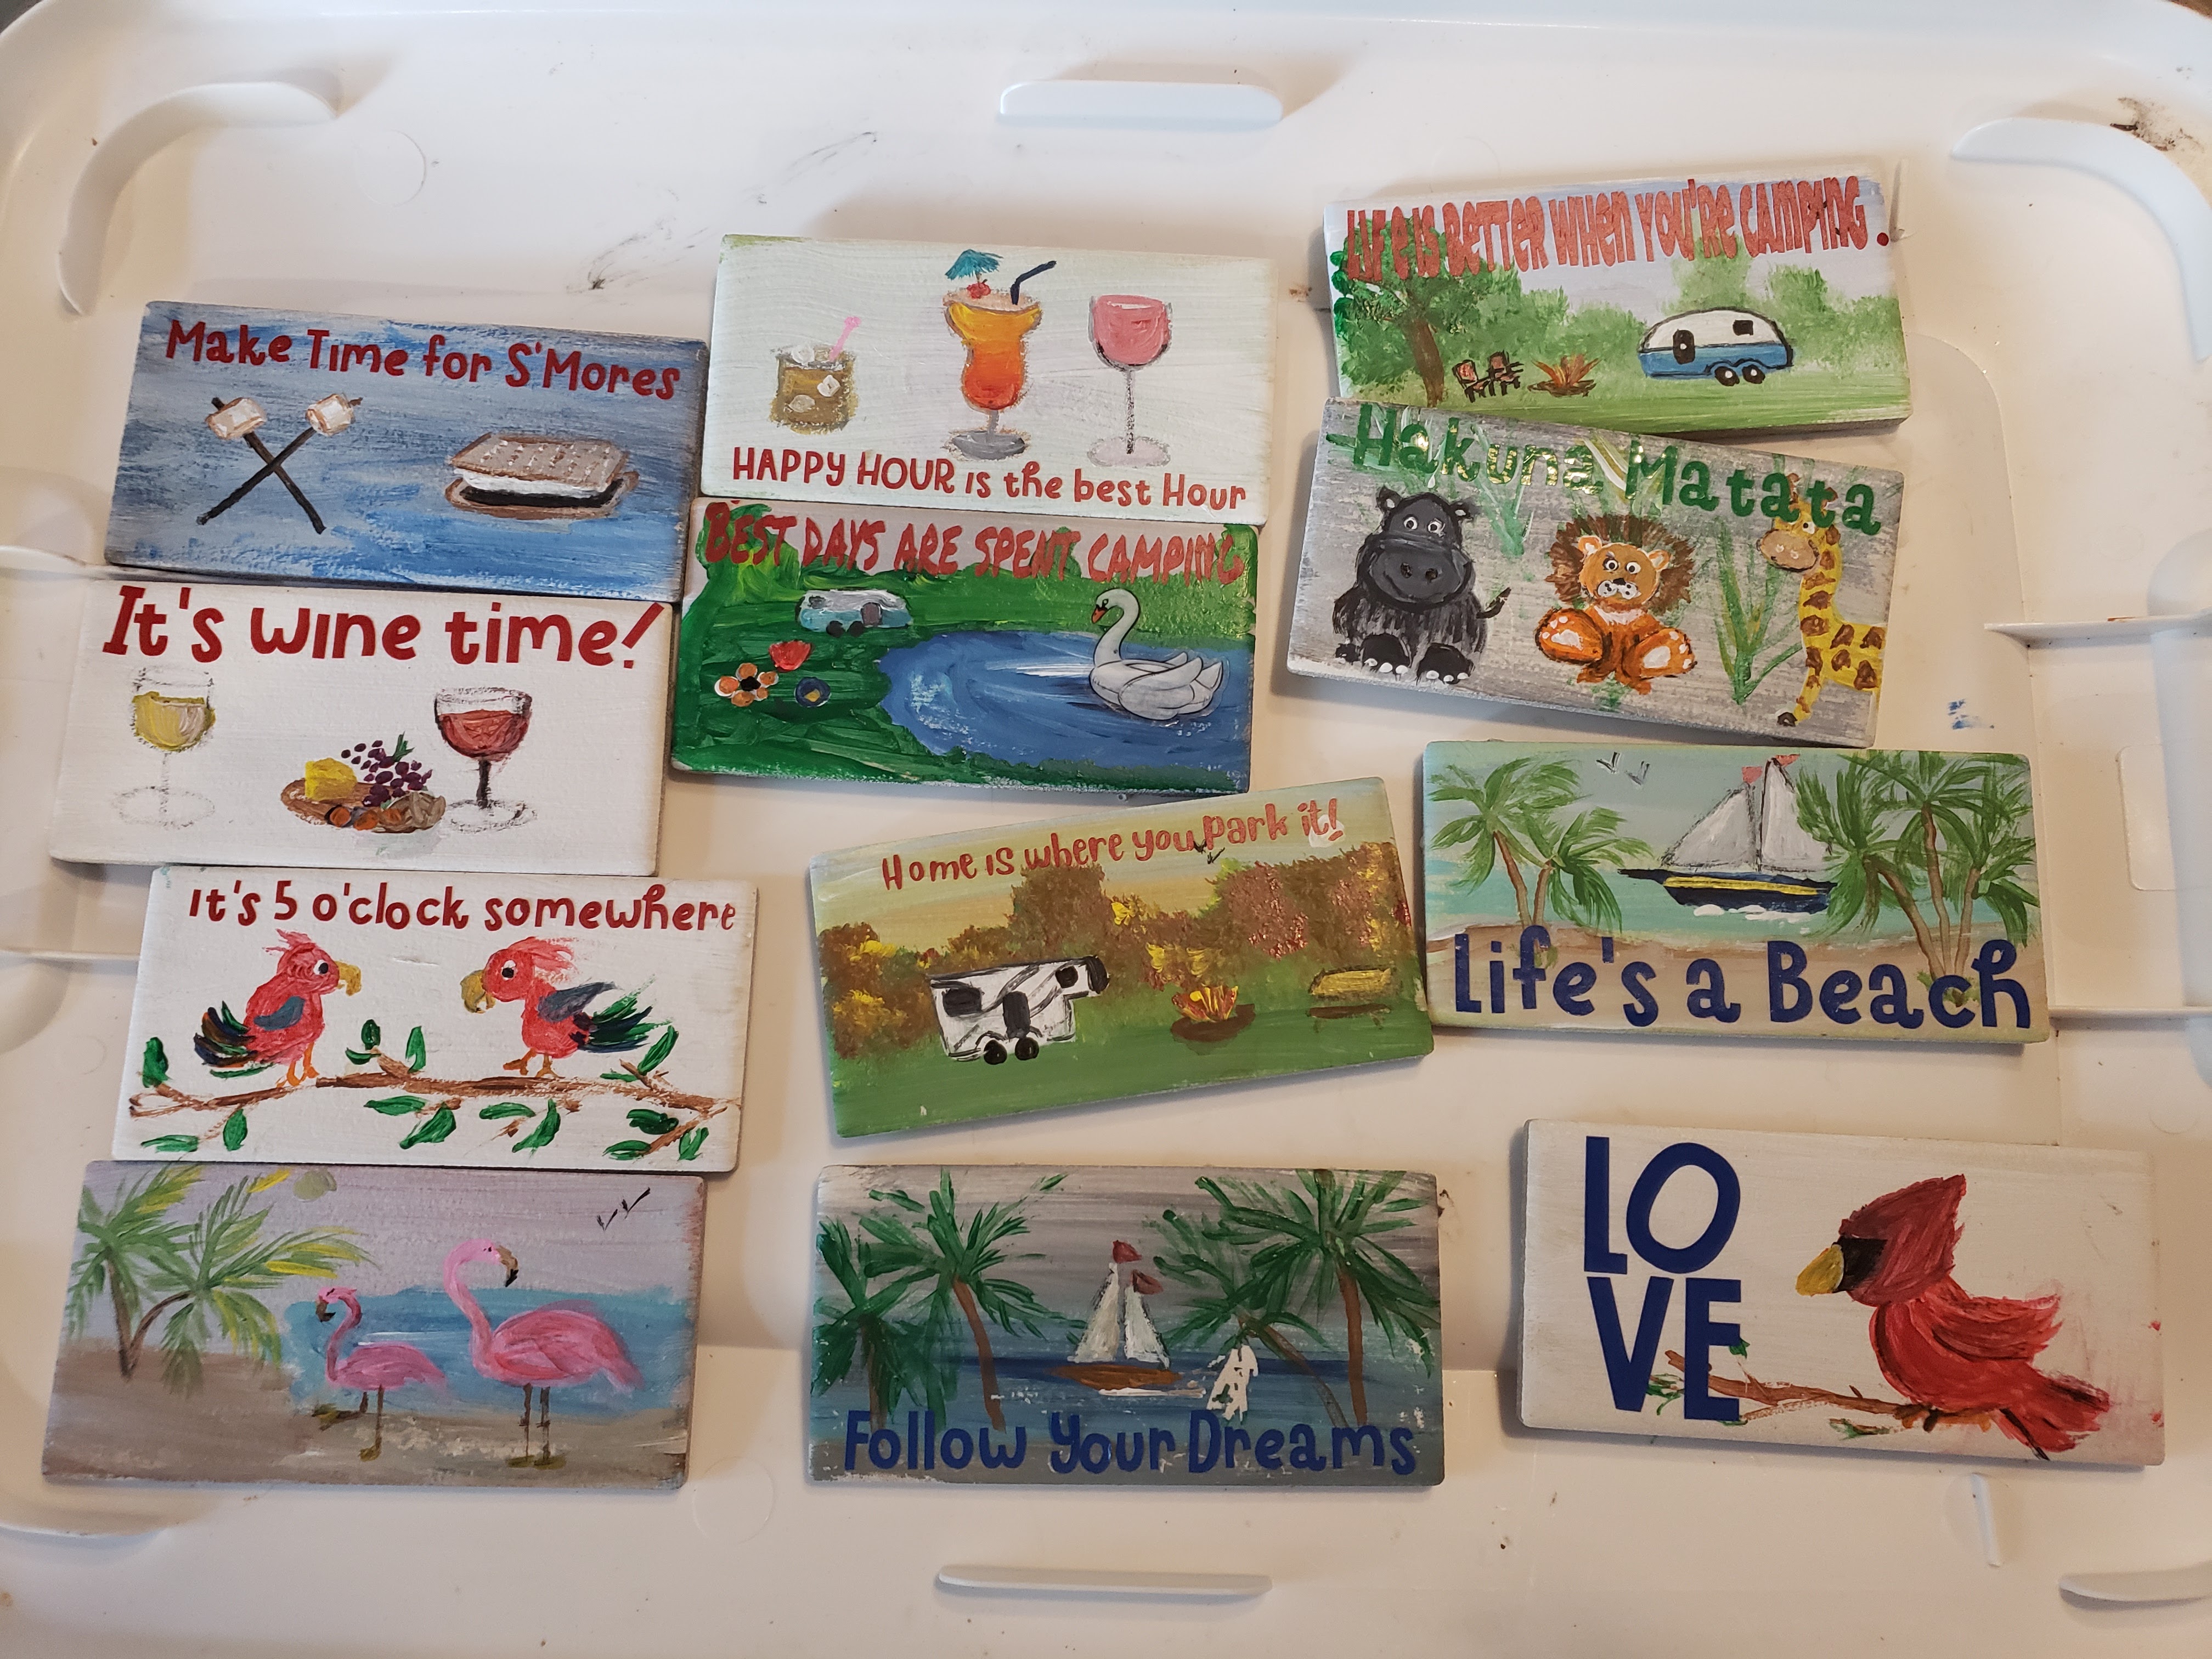 Make Time for S'Mores
It's wine time!
It's 5 o'clock somewhere
HAPPY HOUR is the best Hour
BEST DAYS ARE SPENT CAMPING
Home is where you park it!
Follow Your Dreams
LIFE IS BETTER WHEN YOU'RE CAMPING.
Hakuna Matata
Life's a Beach
LO
VE